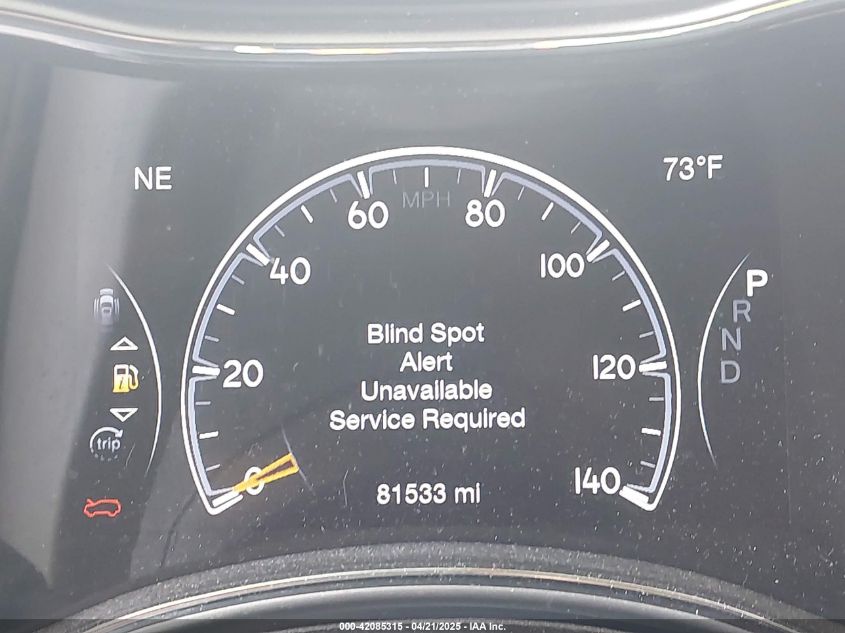 NE
73°F
MPH
0
20
40
60
80
100
120
140
P
R
N
D
Blind Spot
Alert
Unavailable
Service Required
trip
81533 mi
000-42085315 - 04/21/2025 - IAA Inc.